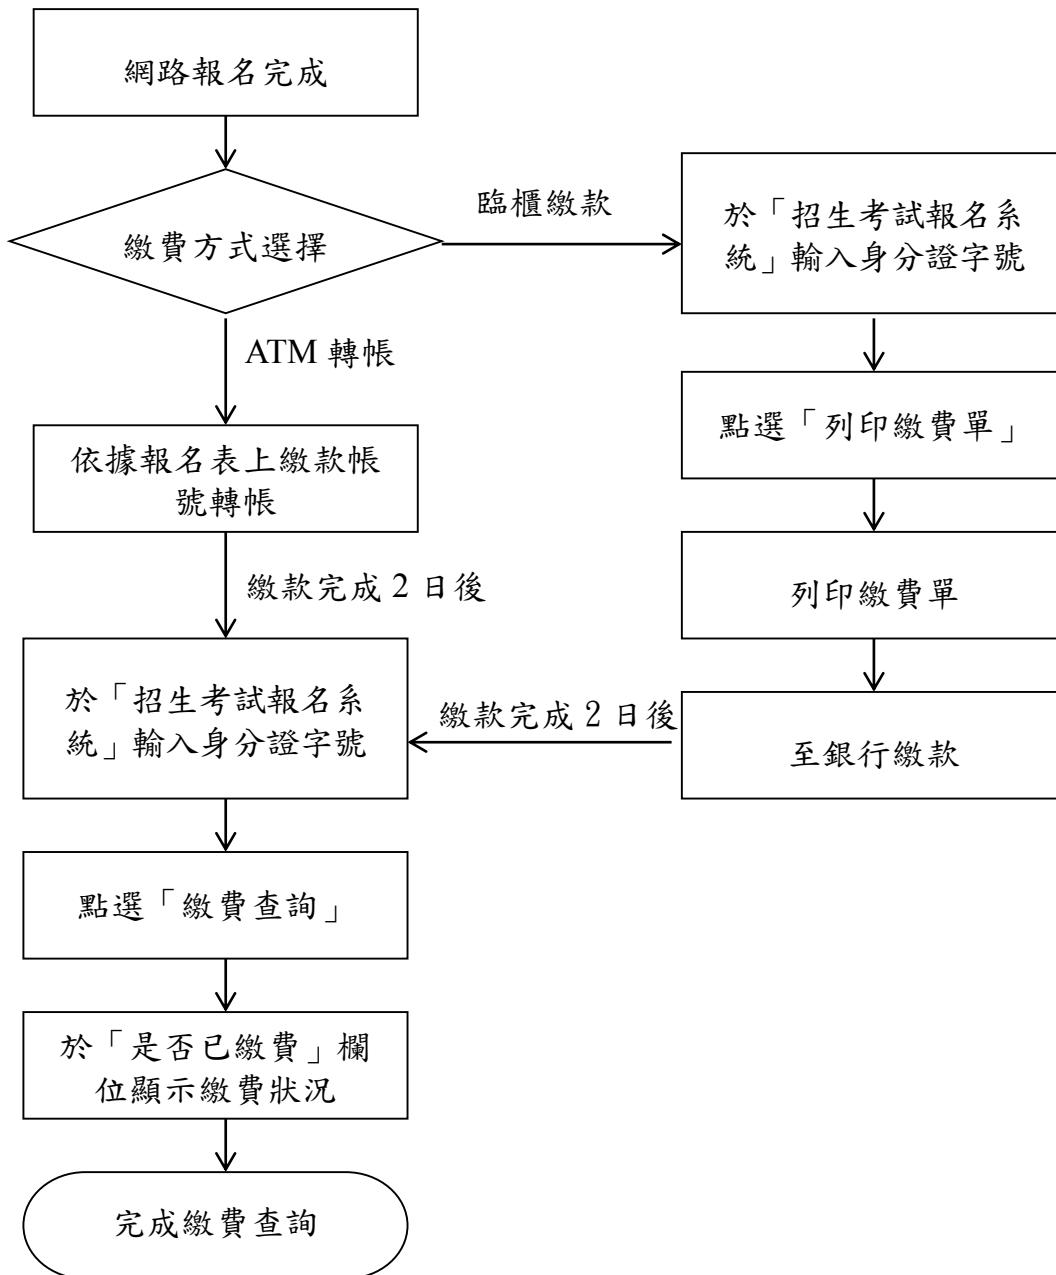 網路報名完成
繳費方式選擇
臨櫃繳款
於「招生考試報名系
統」輸入身分證字號
ATM 轉帳
點選「列印繳費單」
依據報名表上繳款帳
號轉帳
繳款完成 2 日後
列印繳費單
於「招生考試報名系
統」輸入身分證字號
繳款完成 2 日後
至銀行繳款
點選「繳費查詢」
於「是否已繳費」欄
位顯示繳費狀況
完成繳費查詢